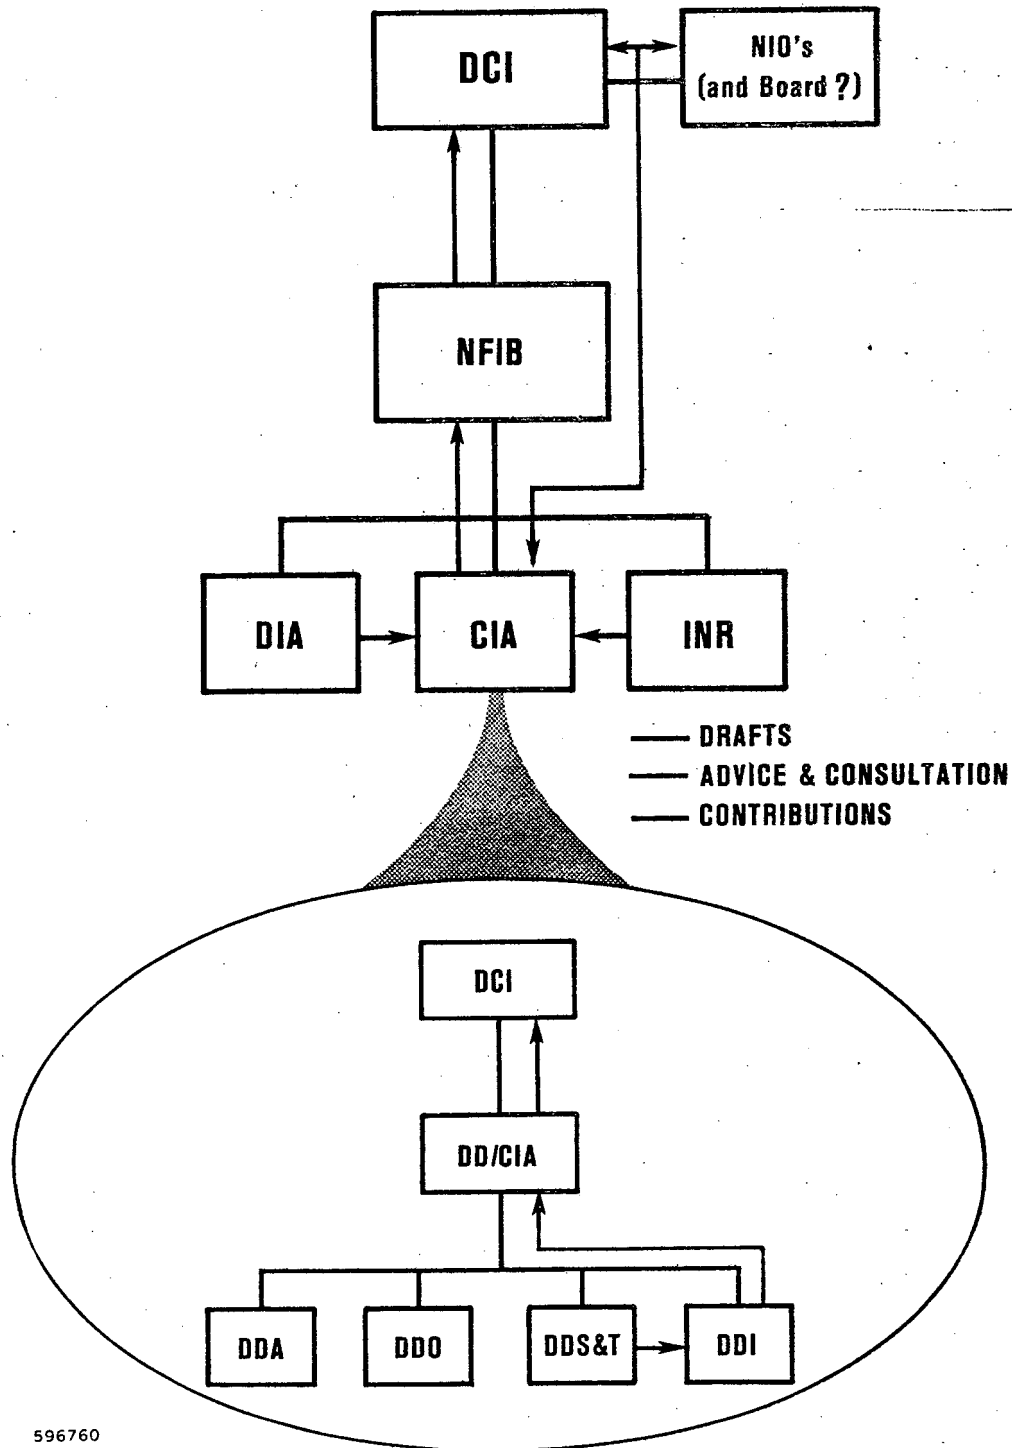 DCI
NIO's
(and Board ?)
NFIB
DIA
CIA
INR
DRAFTS
ADVICE & CONSULTATION
CONTRIBUTIONS
DCI
DD/CIA
DDA
DDO
DDS&T
DDI
596760